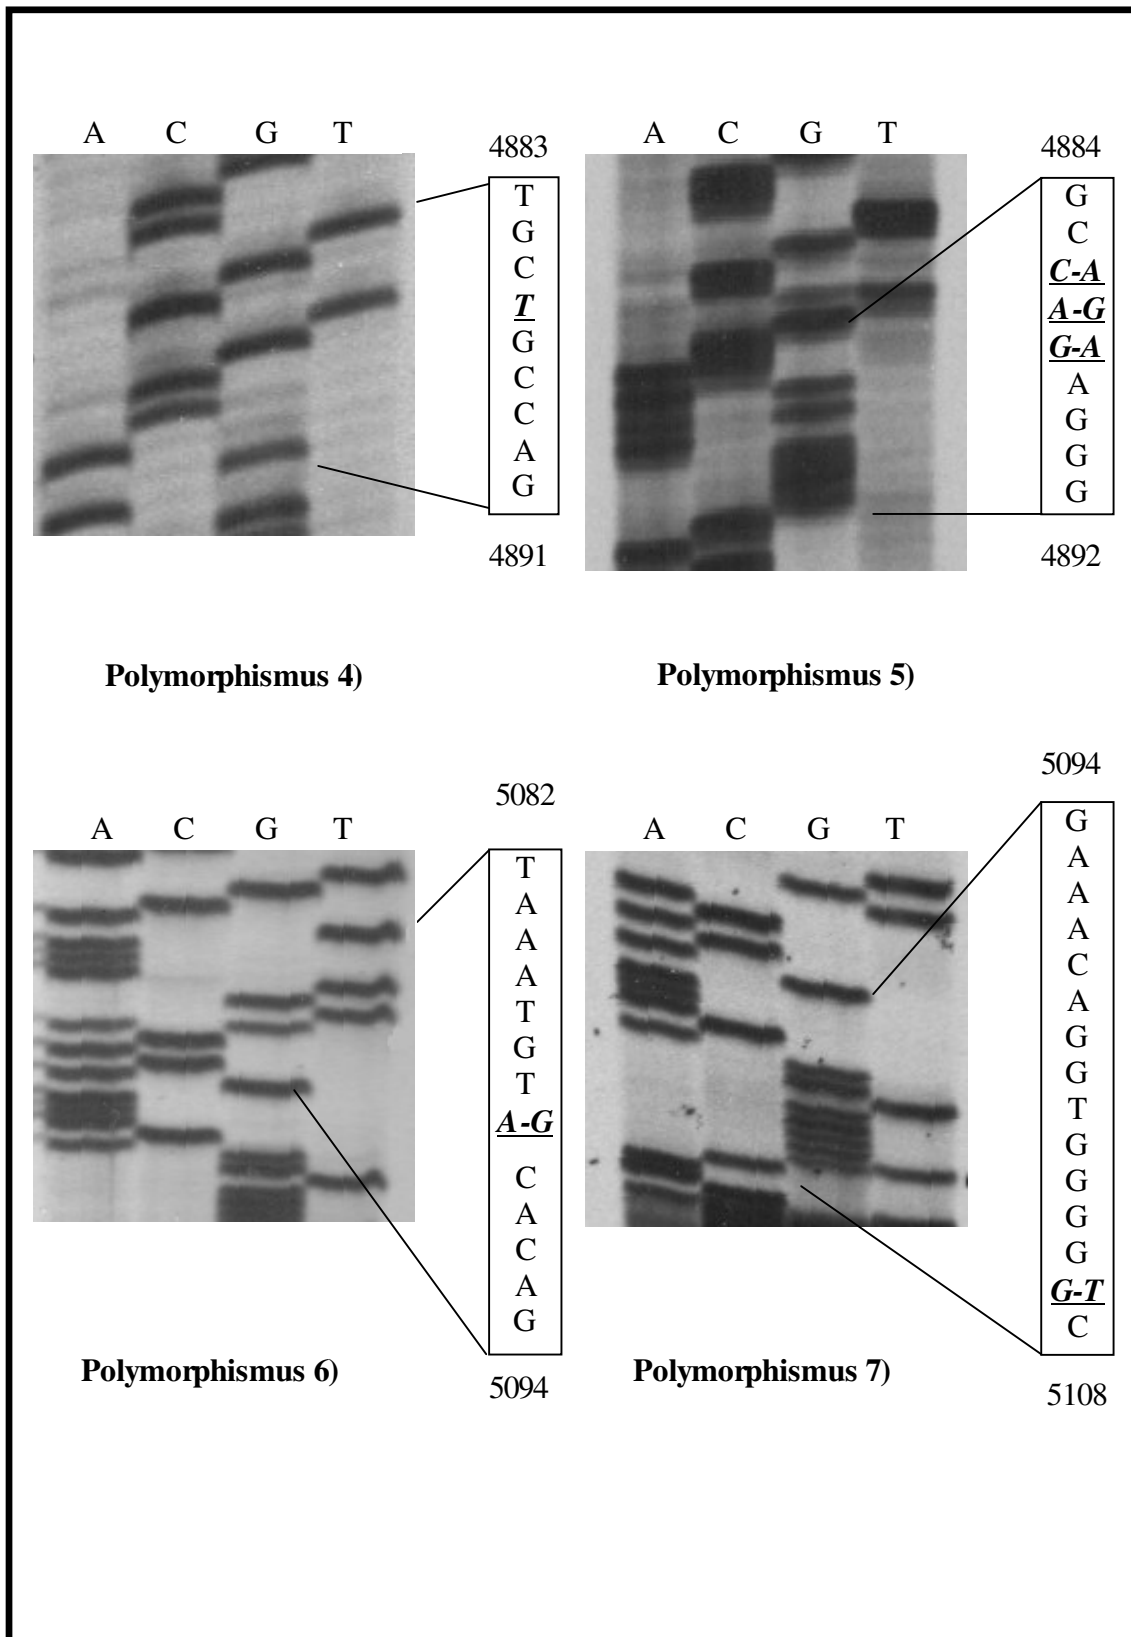 A C G T
4883
T
G
C
T
G
C
C
A
G
4891
Polymorphismus 4)
A C G T
4884
G
C
C-A
A-G
G-A
A
G
G
G
4892
Polymorphismus 5)
A C G T
5082
T
A
A
A
T
G
T
A-G
C
A
C
A
G
5094
Polymorphismus 6)
A C G T
5094
G
A
A
A
C
A
G
G
T
G
G
G
G
G-T
C
5108
Polymorphismus 7)